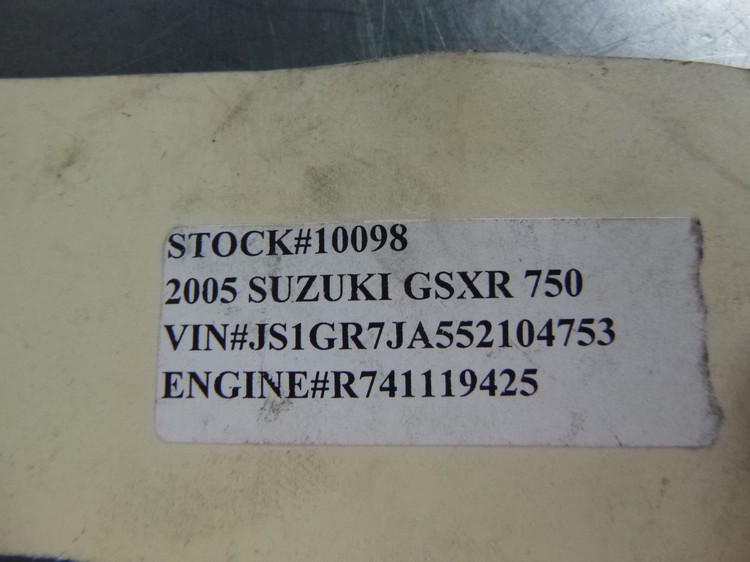 STOCK#10098
2005 SUZUKI GSXR 750
VIN#JS1GR7JA552104753
ENGINE#R741119425